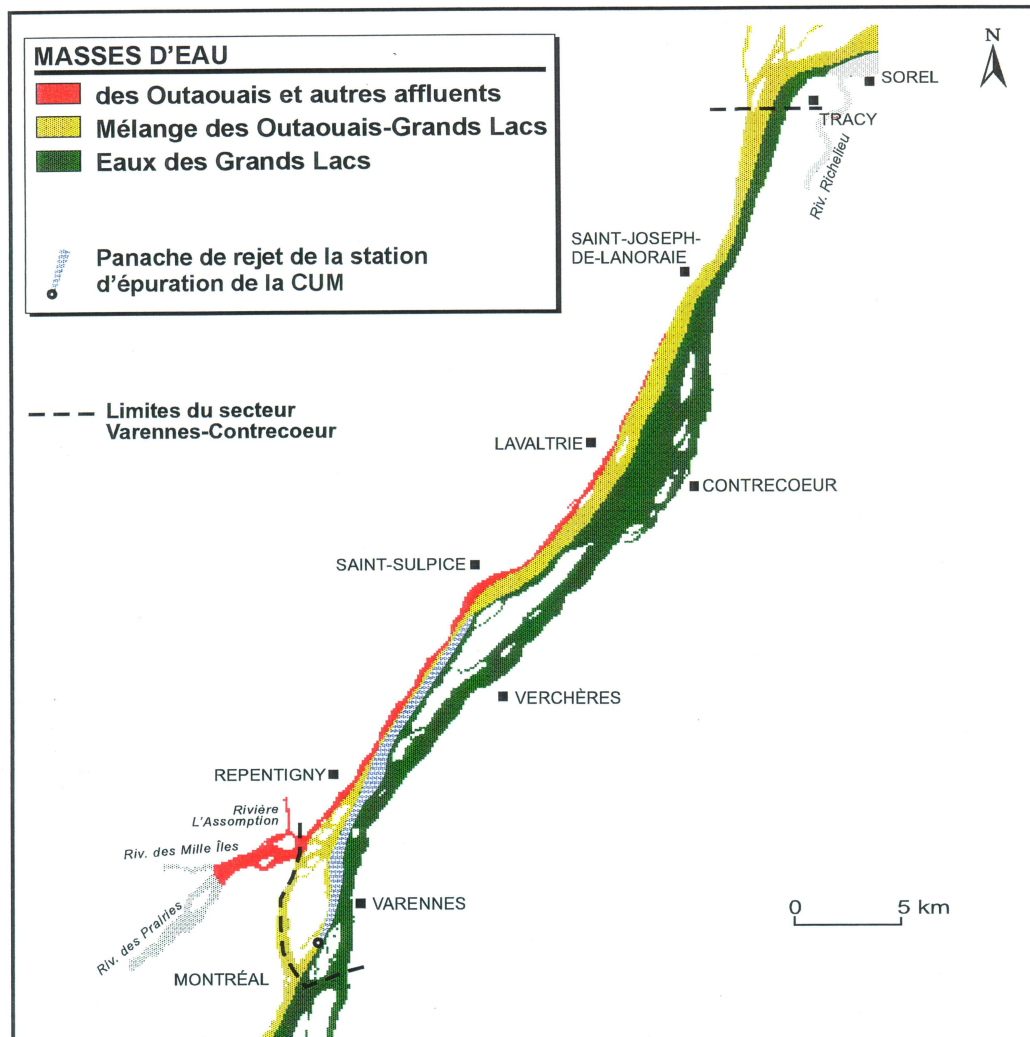 MASSES D'EAU
des Outaouais et autres affluents
Mélange des Outaouais-Grands Lacs
Eaux des Grands Lacs
Panache de rejet de la station
d'épuration de la CUM
Limites du secteur
Varennes-Contrecoeur
N
SOREL
TRACY
Riv. Richelieu
SAINT-JOSEPH-
DE-LANORAIE
LAVALTRIE
CONTRECOEUR
SAINT-SULPICE
VERCHÈRES
REPENTIGNY
Rivière
L'Assomption
Riv. des Mille Îles
Riv. des Prairies
VARENNES
MONTRÉAL
0 5 km